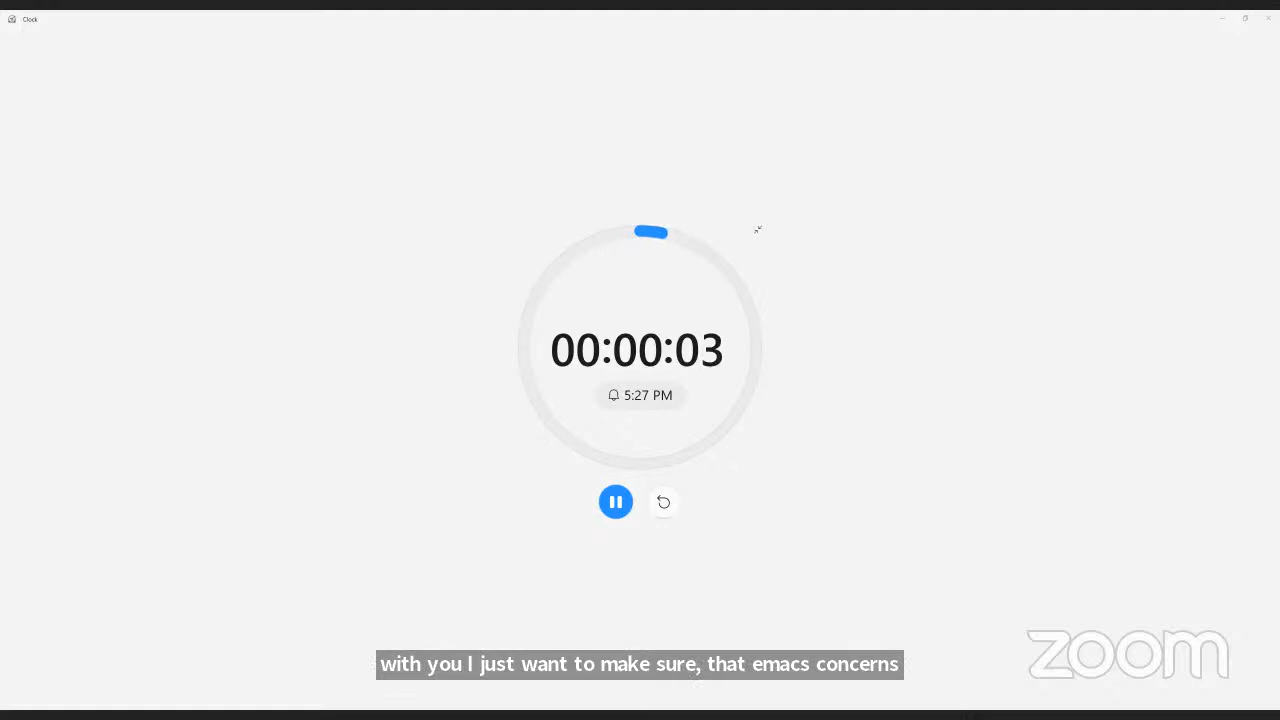 Clock
00:00:03
5:27 PM
with you I just want to make sure, that emacs concerns
zoom